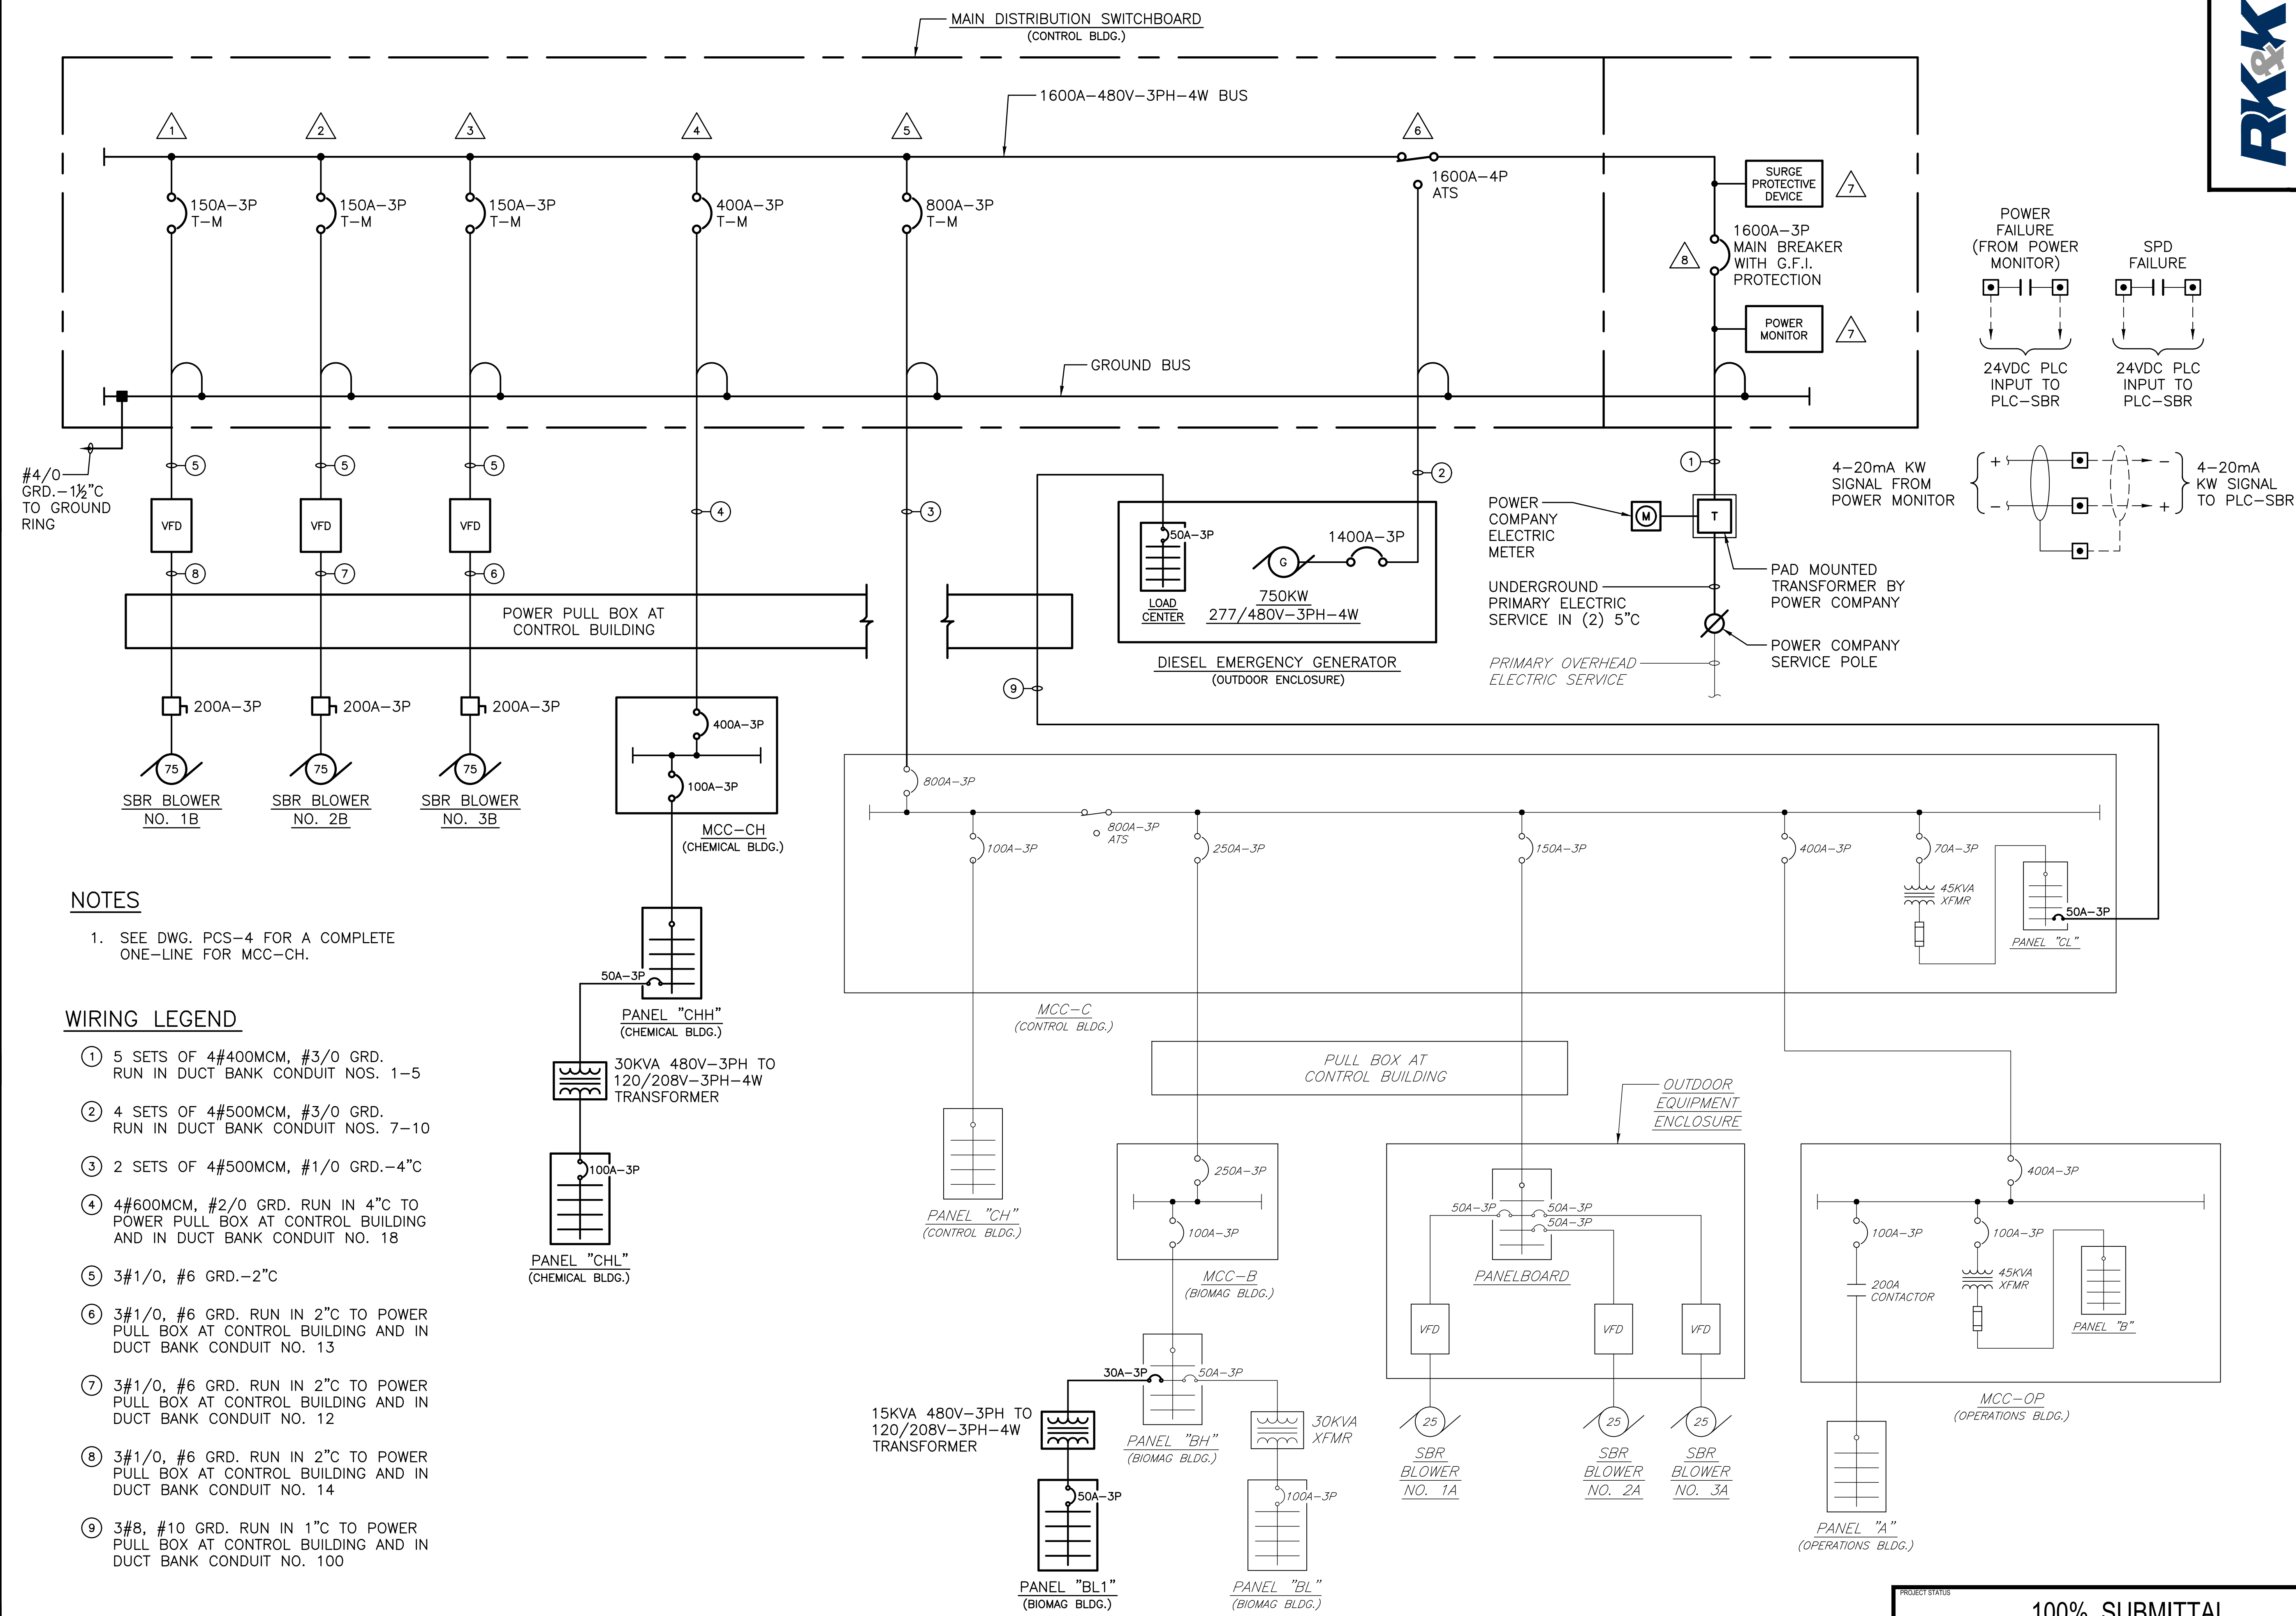 MAIN DISTRIBUTION SWITCHBOARD
(CONTROL BLDG.)
RK&K
1600A-480V-3PH-4W BUS
1
2
3
4
5
6
150A-3P
T-M
150A-3P
T-M
150A-3P
T-M
400A-3P
T-M
800A-3P
T-M
1600A-4P
ATS
SURGE
PROTECTIVE
DEVICE
7
8
1600A-3P
MAIN BREAKER
WITH G.F.I.
PROTECTION
POWER
MONITOR
7
POWER
FAILURE
(FROM POWER
MONITOR)
SPD
FAILURE
24VDC PLC
INPUT TO
PLC-SBR
24VDC PLC
INPUT TO
PLC-SBR
GROUND BUS
#4/0
GRD.-1½"C
TO GROUND
RING
5
5
5
4
3
2
1
VFD
VFD
VFD
8
7
6
4-20mA KW
SIGNAL FROM
POWER MONITOR
+
-
-
+
4-20mA
KW SIGNAL
TO PLC-SBR
POWER
COMPANY
ELECTRIC
METER
M
T
PAD MOUNTED
TRANSFORMER BY
POWER COMPANY
UNDERGROUND
PRIMARY ELECTRIC
SERVICE IN (2) 5"C
POWER COMPANY
SERVICE POLE
PRIMARY OVERHEAD
ELECTRIC SERVICE
50A-3P
LOAD
CENTER
G
1400A-3P
750KW
277/480V-3PH-4W
DIESEL EMERGENCY GENERATOR
(OUTDOOR ENCLOSURE)
POWER PULL BOX AT
CONTROL BUILDING
9
200A-3P
200A-3P
200A-3P
75
75
75
SBR BLOWER
NO. 1B
SBR BLOWER
NO. 2B
SBR BLOWER
NO. 3B
400A-3P
100A-3P
MCC-CH
(CHEMICAL BLDG.)
50A-3P
PANEL "CHH"
(CHEMICAL BLDG.)
30KVA 480V-3PH TO
120/208V-3PH-4W
TRANSFORMER
100A-3P
PANEL "CHL"
(CHEMICAL BLDG.)
800A-3P
100A-3P
800A-3P
ATS
250A-3P
150A-3P
400A-3P
70A-3P
45KVA
XFMR
50A-3P
PANEL "CL"
MCC-C
(CONTROL BLDG.)
PULL BOX AT
CONTROL BUILDING
OUTDOOR
EQUIPMENT
ENCLOSURE
PANEL "CH"
(CONTROL BLDG.)
250A-3P
100A-3P
MCC-B
(BIOMAG BLDG.)
30A-3P
50A-3P
PANEL "BH"
(BIOMAG BLDG.)
15KVA 480V-3PH TO
120/208V-3PH-4W
TRANSFORMER
30KVA
XFMR
50A-3P
PANEL "BL1"
(BIOMAG BLDG.)
100A-3P
PANEL "BL"
(BIOMAG BLDG.)
50A-3P
50A-3P
50A-3P
PANELBOARD
VFD
VFD
VFD
25
25
25
SBR
BLOWER
NO. 1A
SBR
BLOWER
NO. 2A
SBR
BLOWER
NO. 3A
400A-3P
100A-3P
100A-3P
200A
CONTACTOR
45KVA
XFMR
PANEL "B"
MCC-OP
(OPERATIONS BLDG.)
PANEL "A"
(OPERATIONS BLDG.)
NOTES
1. SEE DWG. PCS-4 FOR A COMPLETE
ONE-LINE FOR MCC-CH.
WIRING LEGEND
1 5 SETS OF 4#400MCM, #3/0 GRD.
RUN IN DUCT BANK CONDUIT NOS. 1-5
2 4 SETS OF 4#500MCM, #3/0 GRD.
RUN IN DUCT BANK CONDUIT NOS. 7-10
3 2 SETS OF 4#500MCM, #1/0 GRD.-4"C
4 4#600MCM, #2/0 GRD. RUN IN 4"C TO
POWER PULL BOX AT CONTROL BUILDING
AND IN DUCT BANK CONDUIT NO. 18
5 3#1/0, #6 GRD.-2"C
6 3#1/0, #6 GRD. RUN IN 2"C TO POWER
PULL BOX AT CONTROL BUILDING AND IN
DUCT BANK CONDUIT NO. 13
7 3#1/0, #6 GRD. RUN IN 2"C TO POWER
PULL BOX AT CONTROL BUILDING AND IN
DUCT BANK CONDUIT NO. 12
8 3#1/0, #6 GRD. RUN IN 2"C TO POWER
PULL BOX AT CONTROL BUILDING AND IN
DUCT BANK CONDUIT NO. 14
9 3#8, #10 GRD. RUN IN 1"C TO POWER
PULL BOX AT CONTROL BUILDING AND IN
DUCT BANK CONDUIT NO. 100
PROJECT STATUS
100% SUBMITTAL